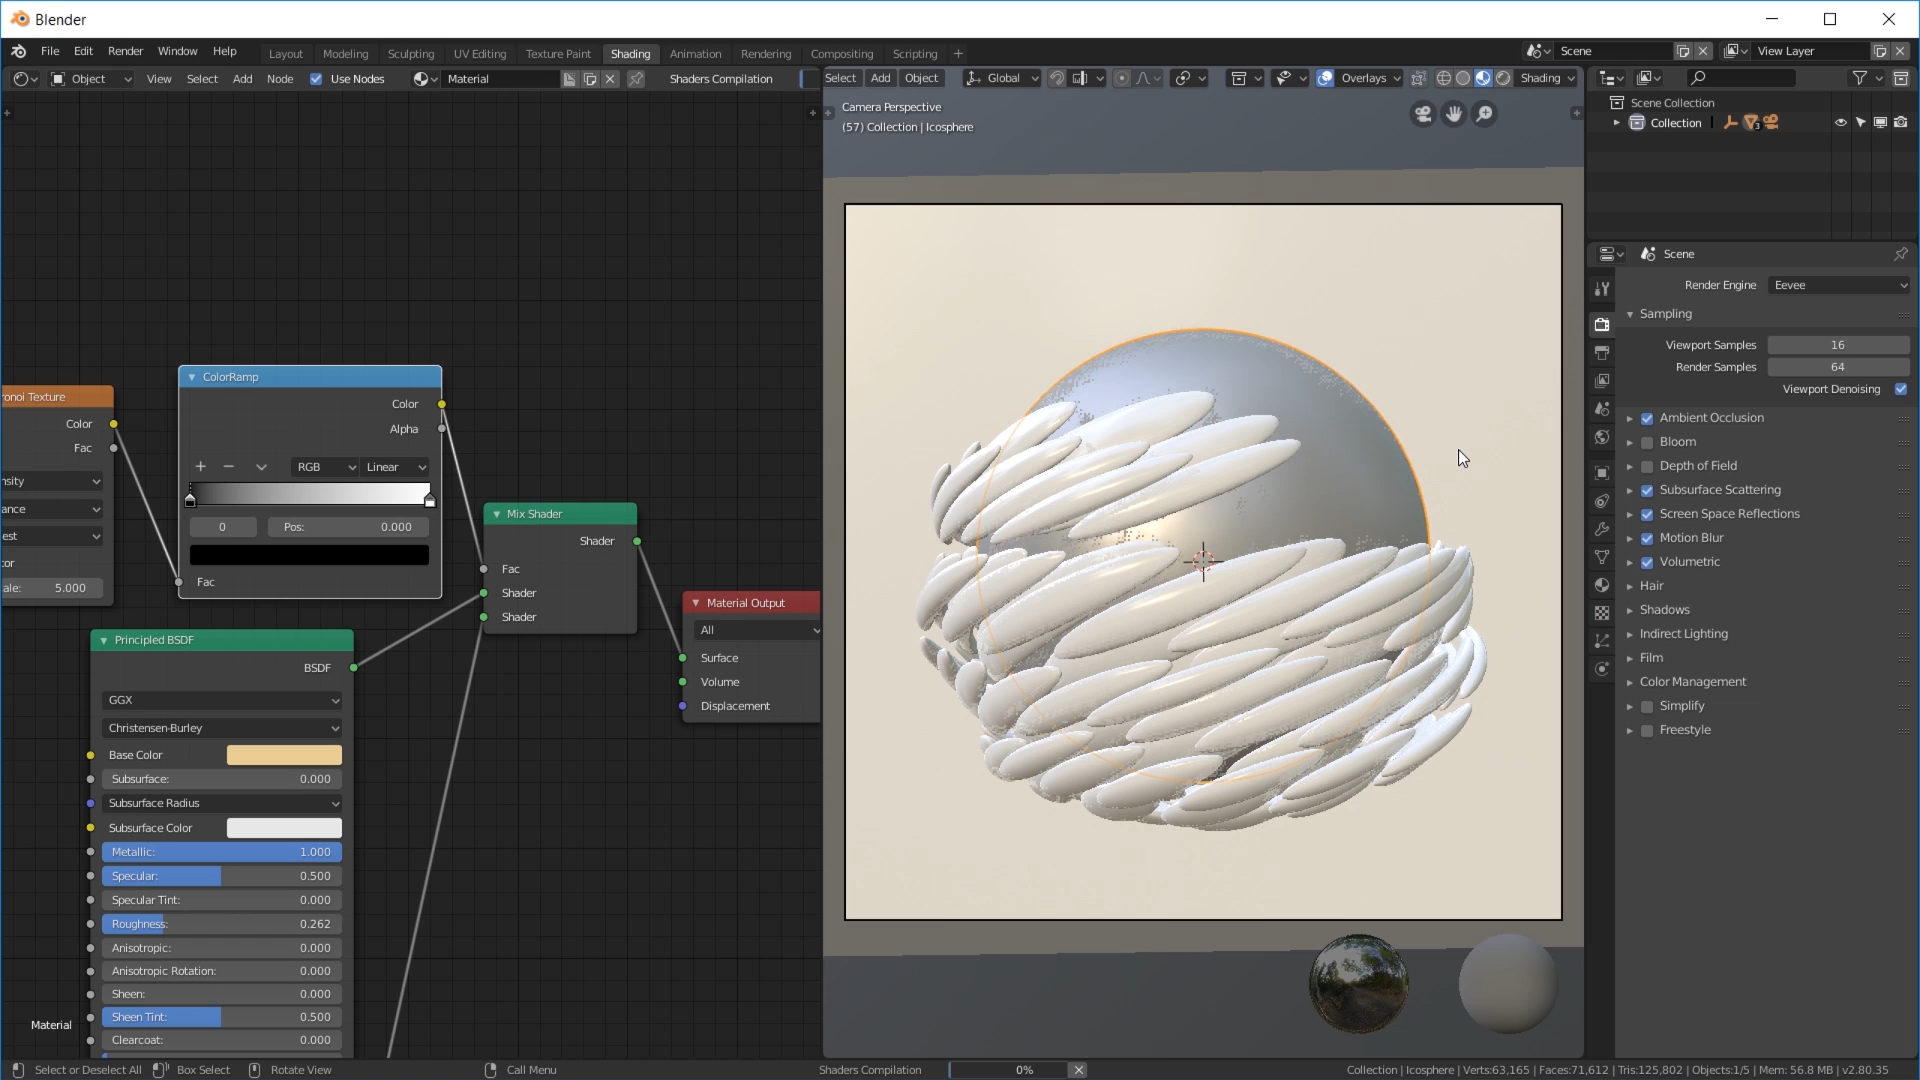 Blender
File Edit Render Window Help Layout Modeling Sculpting UV Editing Texture Paint Shading Animation Rendering Compositing Scripting + Scene View Layer
Object View Select Add Node Use Nodes Material Shaders Compilation
Select Add Object Global Overlays Shading
Camera Perspective
(57) Collection | Icosphere
Scene Collection
Collection 3
Scene
Render Engine Eevee
Sampling
Viewport Samples 16
Render Samples 64
Viewport Denoising
Ambient Occlusion
Bloom
Depth of Field
Subsurface Scattering
Screen Space Reflections
Motion Blur
Volumetric
Hair
Shadows
Indirect Lighting
Film
Color Management
Simplify
Freestyle
ronoi Texture
Color
Fac
nsity
ance
est
or
ale: 5.000
ColorRamp
Color
Alpha
RGB Linear
0 Pos: 0.000
Fac
Mix Shader
Shader
Fac
Shader
Shader
Material Output
All
Surface
Volume
Displacement
Principled BSDF
BSDF
GGX
Christensen-Burley
Base Color
Subsurface: 0.000
Subsurface Radius
Subsurface Color
Metallic: 1.000
Specular: 0.500
Specular Tint: 0.000
Roughness: 0.262
Anisotropic: 0.000
Anisotropic Rotation: 0.000
Sheen: 0.000
Sheen Tint: 0.500
Clearcoat: 0.000
Material
Select or Deselect All Box Select Rotate View Call Menu Shaders Compilation 0% Collection | Icosphere | Verts:63,165 | Faces:71,612 | Tris:125,802 | Objects:1/5 | Mem: 56.8 MB | v2.80.35